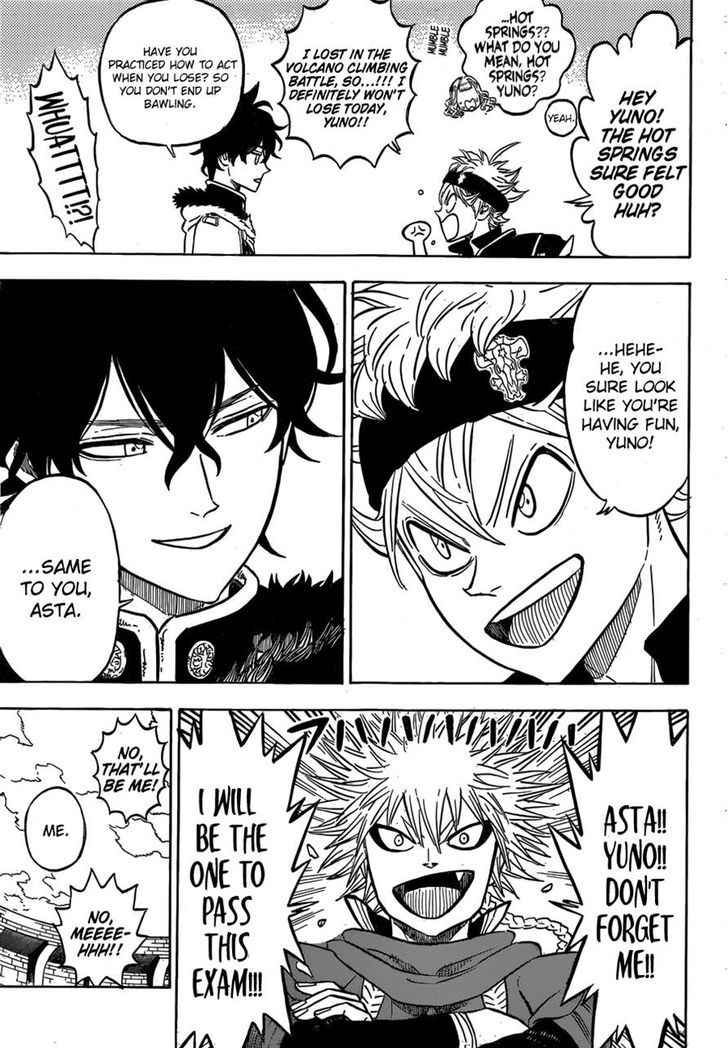 HEY
YUNO!
THE HOT
SPRINGS
SURE FELT
GOOD
HUH?
...HOT
SPRINGS??
WHAT DO YOU
MEAN, HOT
SPRINGS?
YUNO?
MUMBLE
MUMBLE
YEAH.
I LOST IN THE
VOLCANO CLIMBING
BATTLE, SO...!!! I
DEFINITELY WON'T
LOSE TODAY,
YUNO!!
HAVE YOU
PRACTICED HOW TO ACT
WHEN YOU LOSE? SO
YOU DON'T END UP
BAWLING.
WHUATTTT!?!
...HEHE-
HE, YOU
SURE LOOK
LIKE YOU'RE
HAVING FUN,
YUNO!
...SAME
TO YOU,
ASTA.
ASTA!!
YUNO!!
DON'T
FORGET
ME!!
I WILL
BE THE
ONE TO
PASS
THIS
EXAM!!!
NO,
THAT'LL
BE ME!
ME.
NO,
MEEEE-
HHH!!